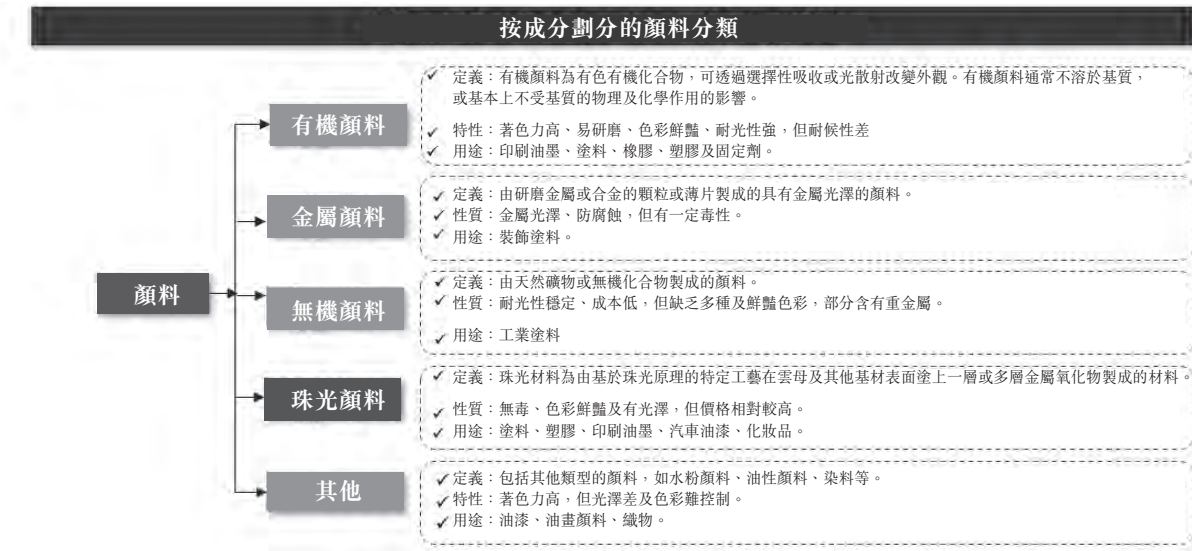 按成分劃分的顏料分類
顏料
有機顏料
✓ 定義：有機顏料為有色有機化合物，可透過選擇性吸收或光散射改變外觀。有機顏料通常不溶於基質，
或基本上不受基質的物理及化學作用的影響。
✓ 特性：著色力高、易研磨、色彩鮮豔、耐光性強，但耐候性差
✓ 用途：印刷油墨、塗料、橡膠、塑膠及固定劑。
金屬顏料
✓ 定義：由研磨金屬或合金的顆粒或薄片製成的具有金屬光澤的顏料。
✓ 性質：金屬光澤、防腐蝕，但有一定毒性。
✓ 用途：裝飾塗料。
無機顏料
✓ 定義：由天然礦物或無機化合物製成的顏料。
✓ 性質：耐光性穩定、成本低，但缺乏多種及鮮豔色彩，部分含有重金屬。
✓ 用途：工業塗料
珠光顏料
✓ 定義：珠光材料為由基於珠光原理的特定工藝在雲母及其他基材表面塗上一層或多層金屬氧化物製成的材料。
✓ 性質：無毒、色彩鮮豔及有光澤，但價格相對較高。
✓ 用途：塗料、塑膠、印刷油墨、汽車油漆、化妝品。
其他
✓ 定義：包括其他類型的顏料，如水粉顏料、油性顏料、染料等。
✓ 特性：著色力高，但光澤差及色彩難控制。
✓ 用途：油漆、油畫顏料、織物。